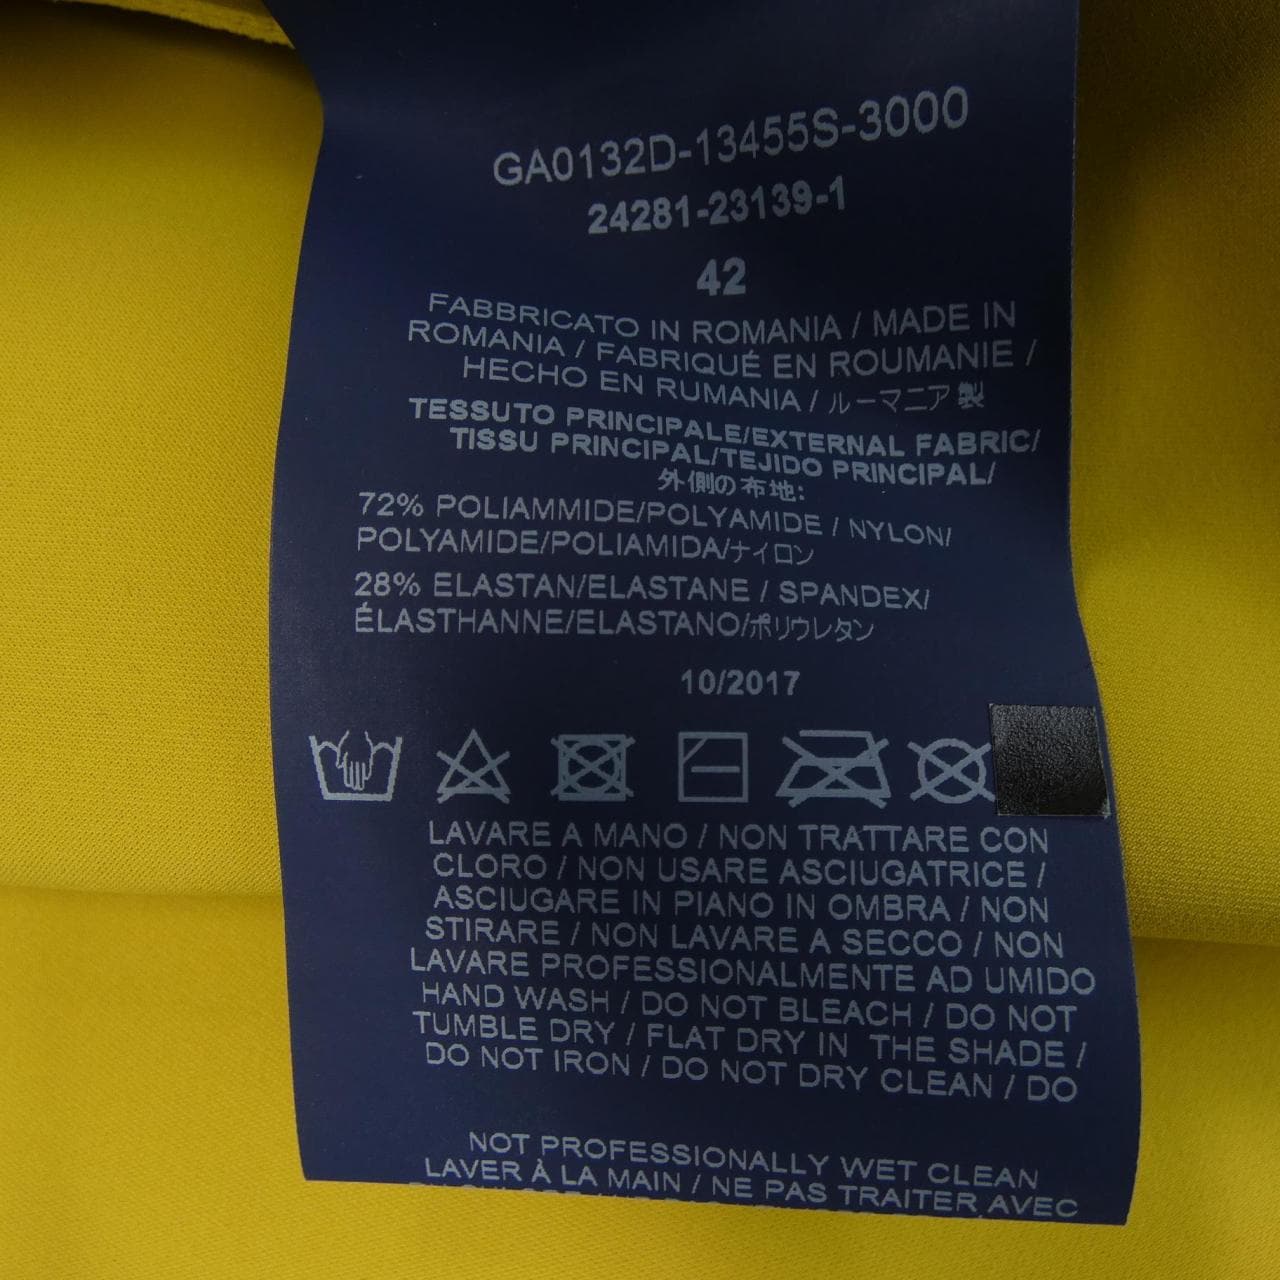 GA0132D-13455S-3000
24281-23139-1
42
FABBRICATO IN ROMANIA / MADE IN
ROMANIA / FABRIQUÉ EN ROUMANIE /
HECHO EN RUMANIA / ルーマニア製
TESSUTO PRINCIPALE/EXTERNAL FABRIC/
TISSU PRINCIPAL/TEJIDO PRINCIPAL/
外側の布地:
72% POLIAMMIDE/POLYAMIDE / NYLON/
POLYAMIDE/POLIAMIDA/ナイロン
28% ELASTAN/ELASTANE / SPANDEX/
ÉLASTHANNE/ELASTANO/ポリウレタン
10/2017
LAVARE A MANO / NON TRATTARE CON
CLORO / NON USARE ASCIUGATRICE /
ASCIUGARE IN PIANO IN OMBRA / NON
STIRARE / NON LAVARE A SECCO / NON
LAVARE PROFESSIONALMENTE AD UMIDO
HAND WASH / DO NOT BLEACH / DO NOT
TUMBLE DRY / FLAT DRY IN THE SHADE /
DO NOT IRON / DO NOT DRY CLEAN / DO
NOT PROFESSIONALLY WET CLEAN
LAVER À LA MAIN / NE PAS TRAITER AVEC